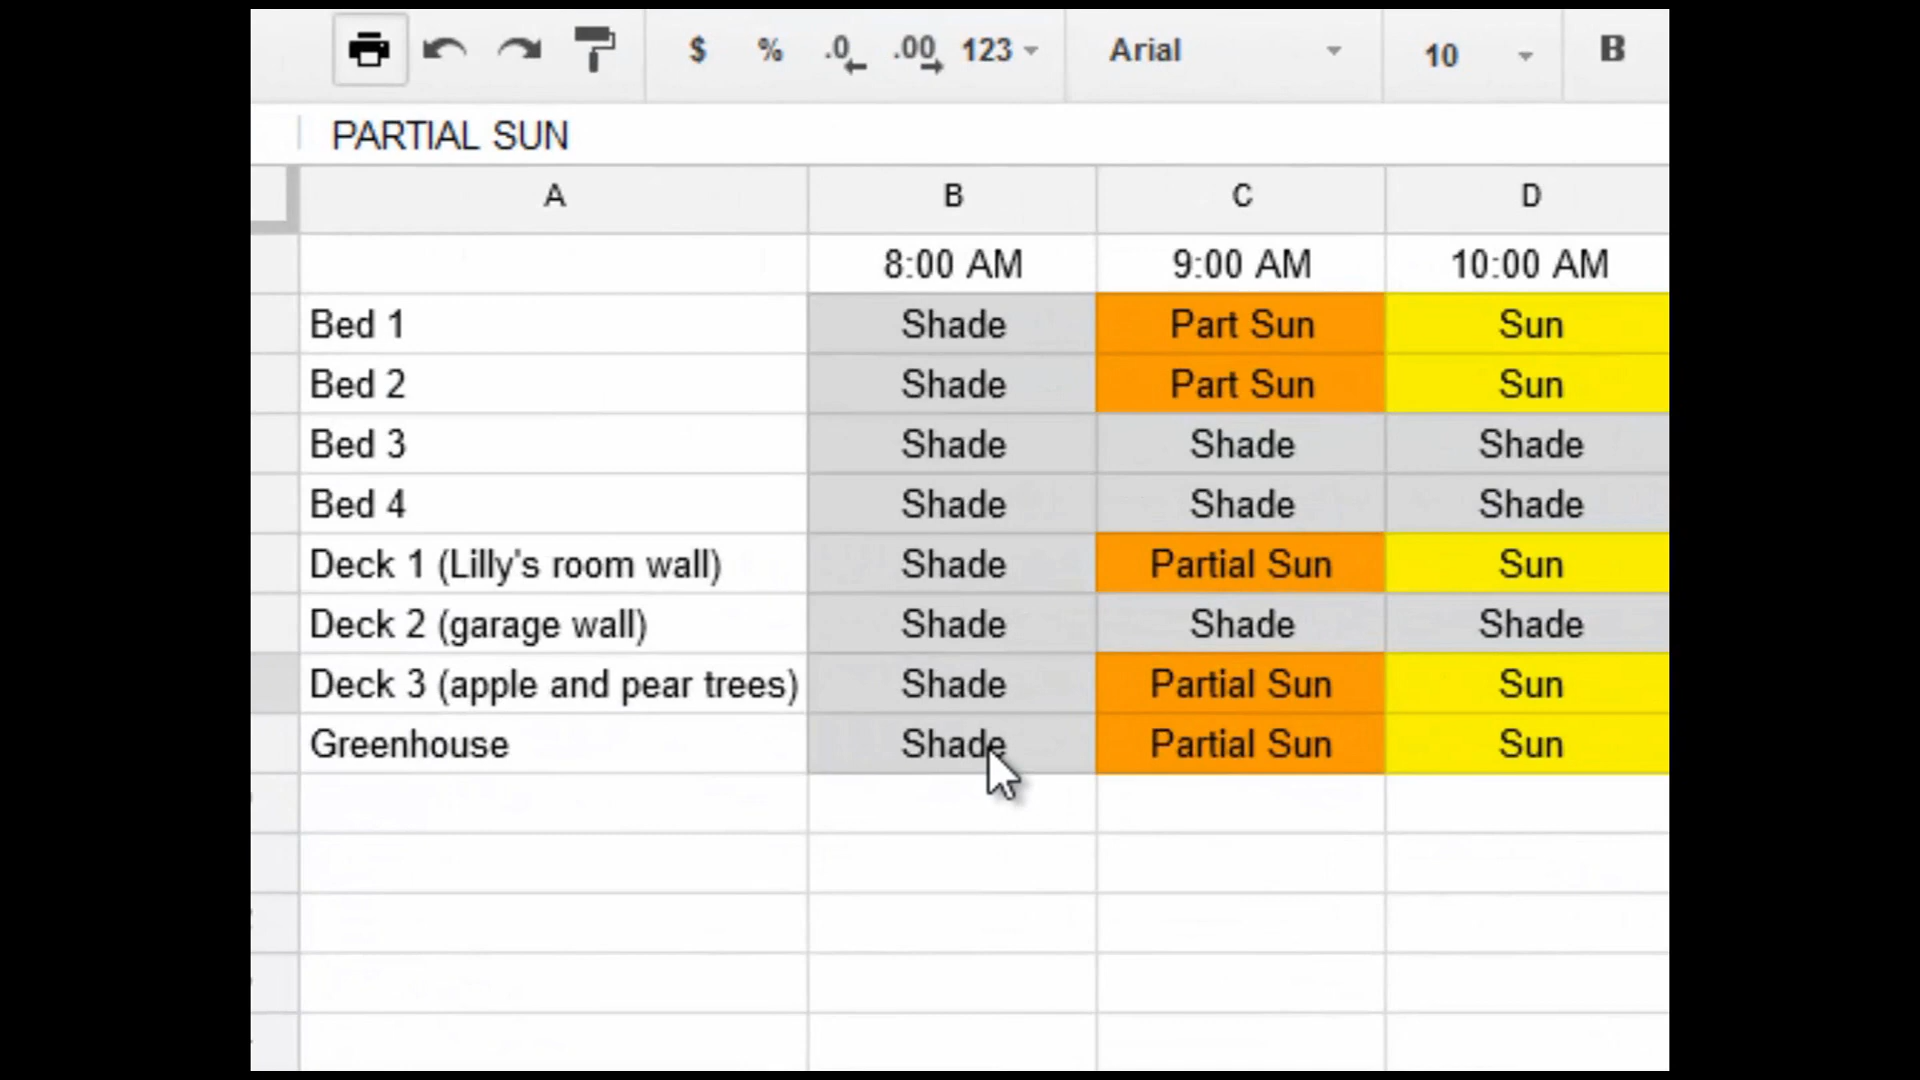 $ % .0 .00 123 Arial 10 B
PARTIAL SUN
A B C D
8:00 AM 9:00 AM 10:00 AM
Bed 1 Shade Part Sun Sun
Bed 2 Shade Part Sun Sun
Bed 3 Shade Shade Shade
Bed 4 Shade Shade Shade
Deck 1 (Lilly's room wall) Shade Partial Sun Sun
Deck 2 (garage wall) Shade Shade Shade
Deck 3 (apple and pear trees) Shade Partial Sun Sun
Greenhouse Shade Partial Sun Sun